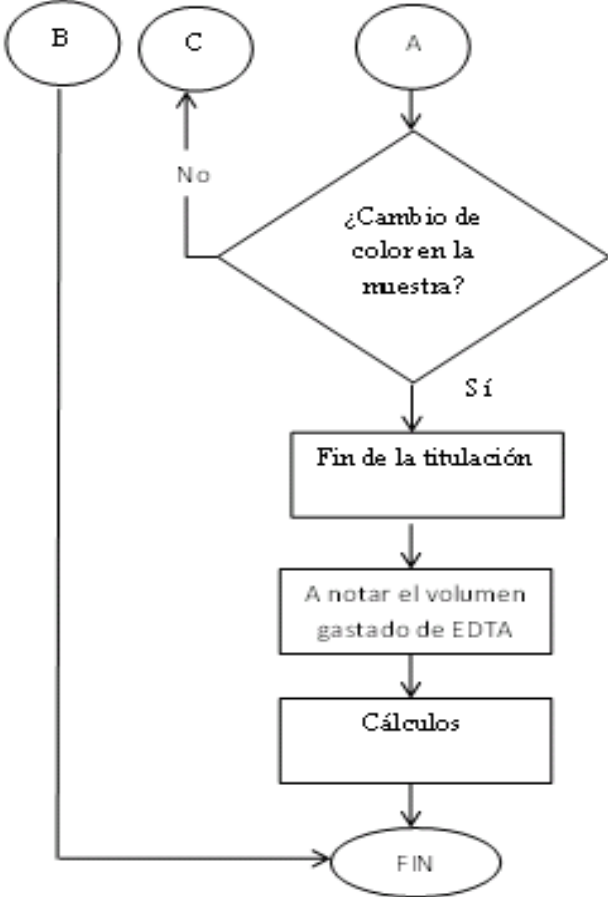 B
C
A
No
¿Cambio de
color en la
muestra?
Sí
Fin de la titulación
A notar el volumen
gastado de EDTA
Cálculos
FIN